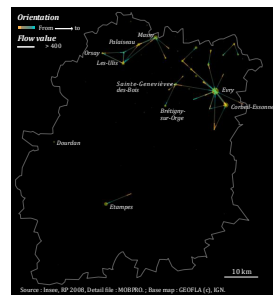 Orientation
From → to
Flow value
> 400
Massy
Palaiseau
Orsay
Les-Ulis
Sainte-Geneviève
des-Bois
Evry
Corbeil-Essonne
Brétigny-
sur-Orge
Dourdan
Etampes
10 km
Source : Insee, RP 2008, Detail file : MOBPRO. ; Base map : GEOFLA (c), IGN.